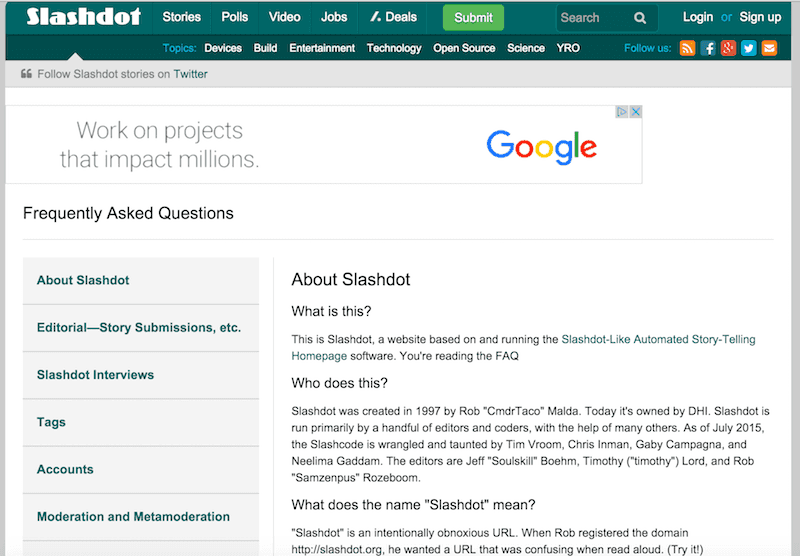 Slashdot Stories Polls Video Jobs Deals Submit Search Login or Sign up
Topics: Devices Build Entertainment Technology Open Source Science YRO Follow us:
Follow Slashdot stories on Twitter
Work on projects
that impact millions.
Google
Frequently Asked Questions
About Slashdot
Editorial—Story Submissions, etc.
Slashdot Interviews
Tags
Accounts
Moderation and Metamoderation
About Slashdot
What is this?
This is Slashdot, a website based on and running the Slashdot-Like Automated Story-Telling
Homepage software. You're reading the FAQ
Who does this?
Slashdot was created in 1997 by Rob "CmdrTaco" Malda. Today it's owned by DHI. Slashdot is
run primarily by a handful of editors and coders, with the help of many others. As of July 2015,
the Slashcode is wrangled and taunted by Tim Vroom, Chris Inman, Gaby Campagna, and
Neelima Gaddam. The editors are Jeff "Soulskill" Boehm, Timothy ("timothy") Lord, and Rob
"Samzenpus" Rozeboom.
What does the name "Slashdot" mean?
"Slashdot" is an intentionally obnoxious URL. When Rob registered the domain
http://slashdot.org, he wanted a URL that was confusing when read aloud. (Try it!)